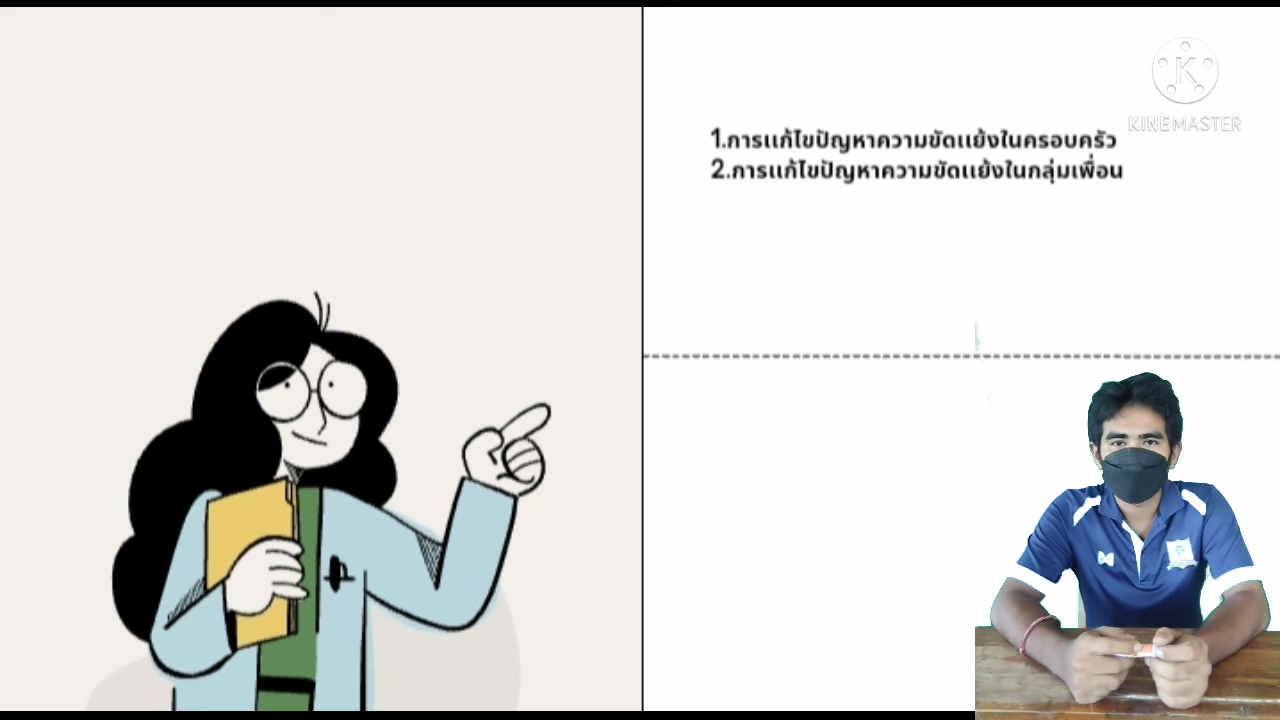 1.การแก้ไขปัญหาความขัดแย้งในครอบครัว
2.การแก้ไขปัญหาความขัดแย้งในกลุ่มเพื่อน
KINEMASTER